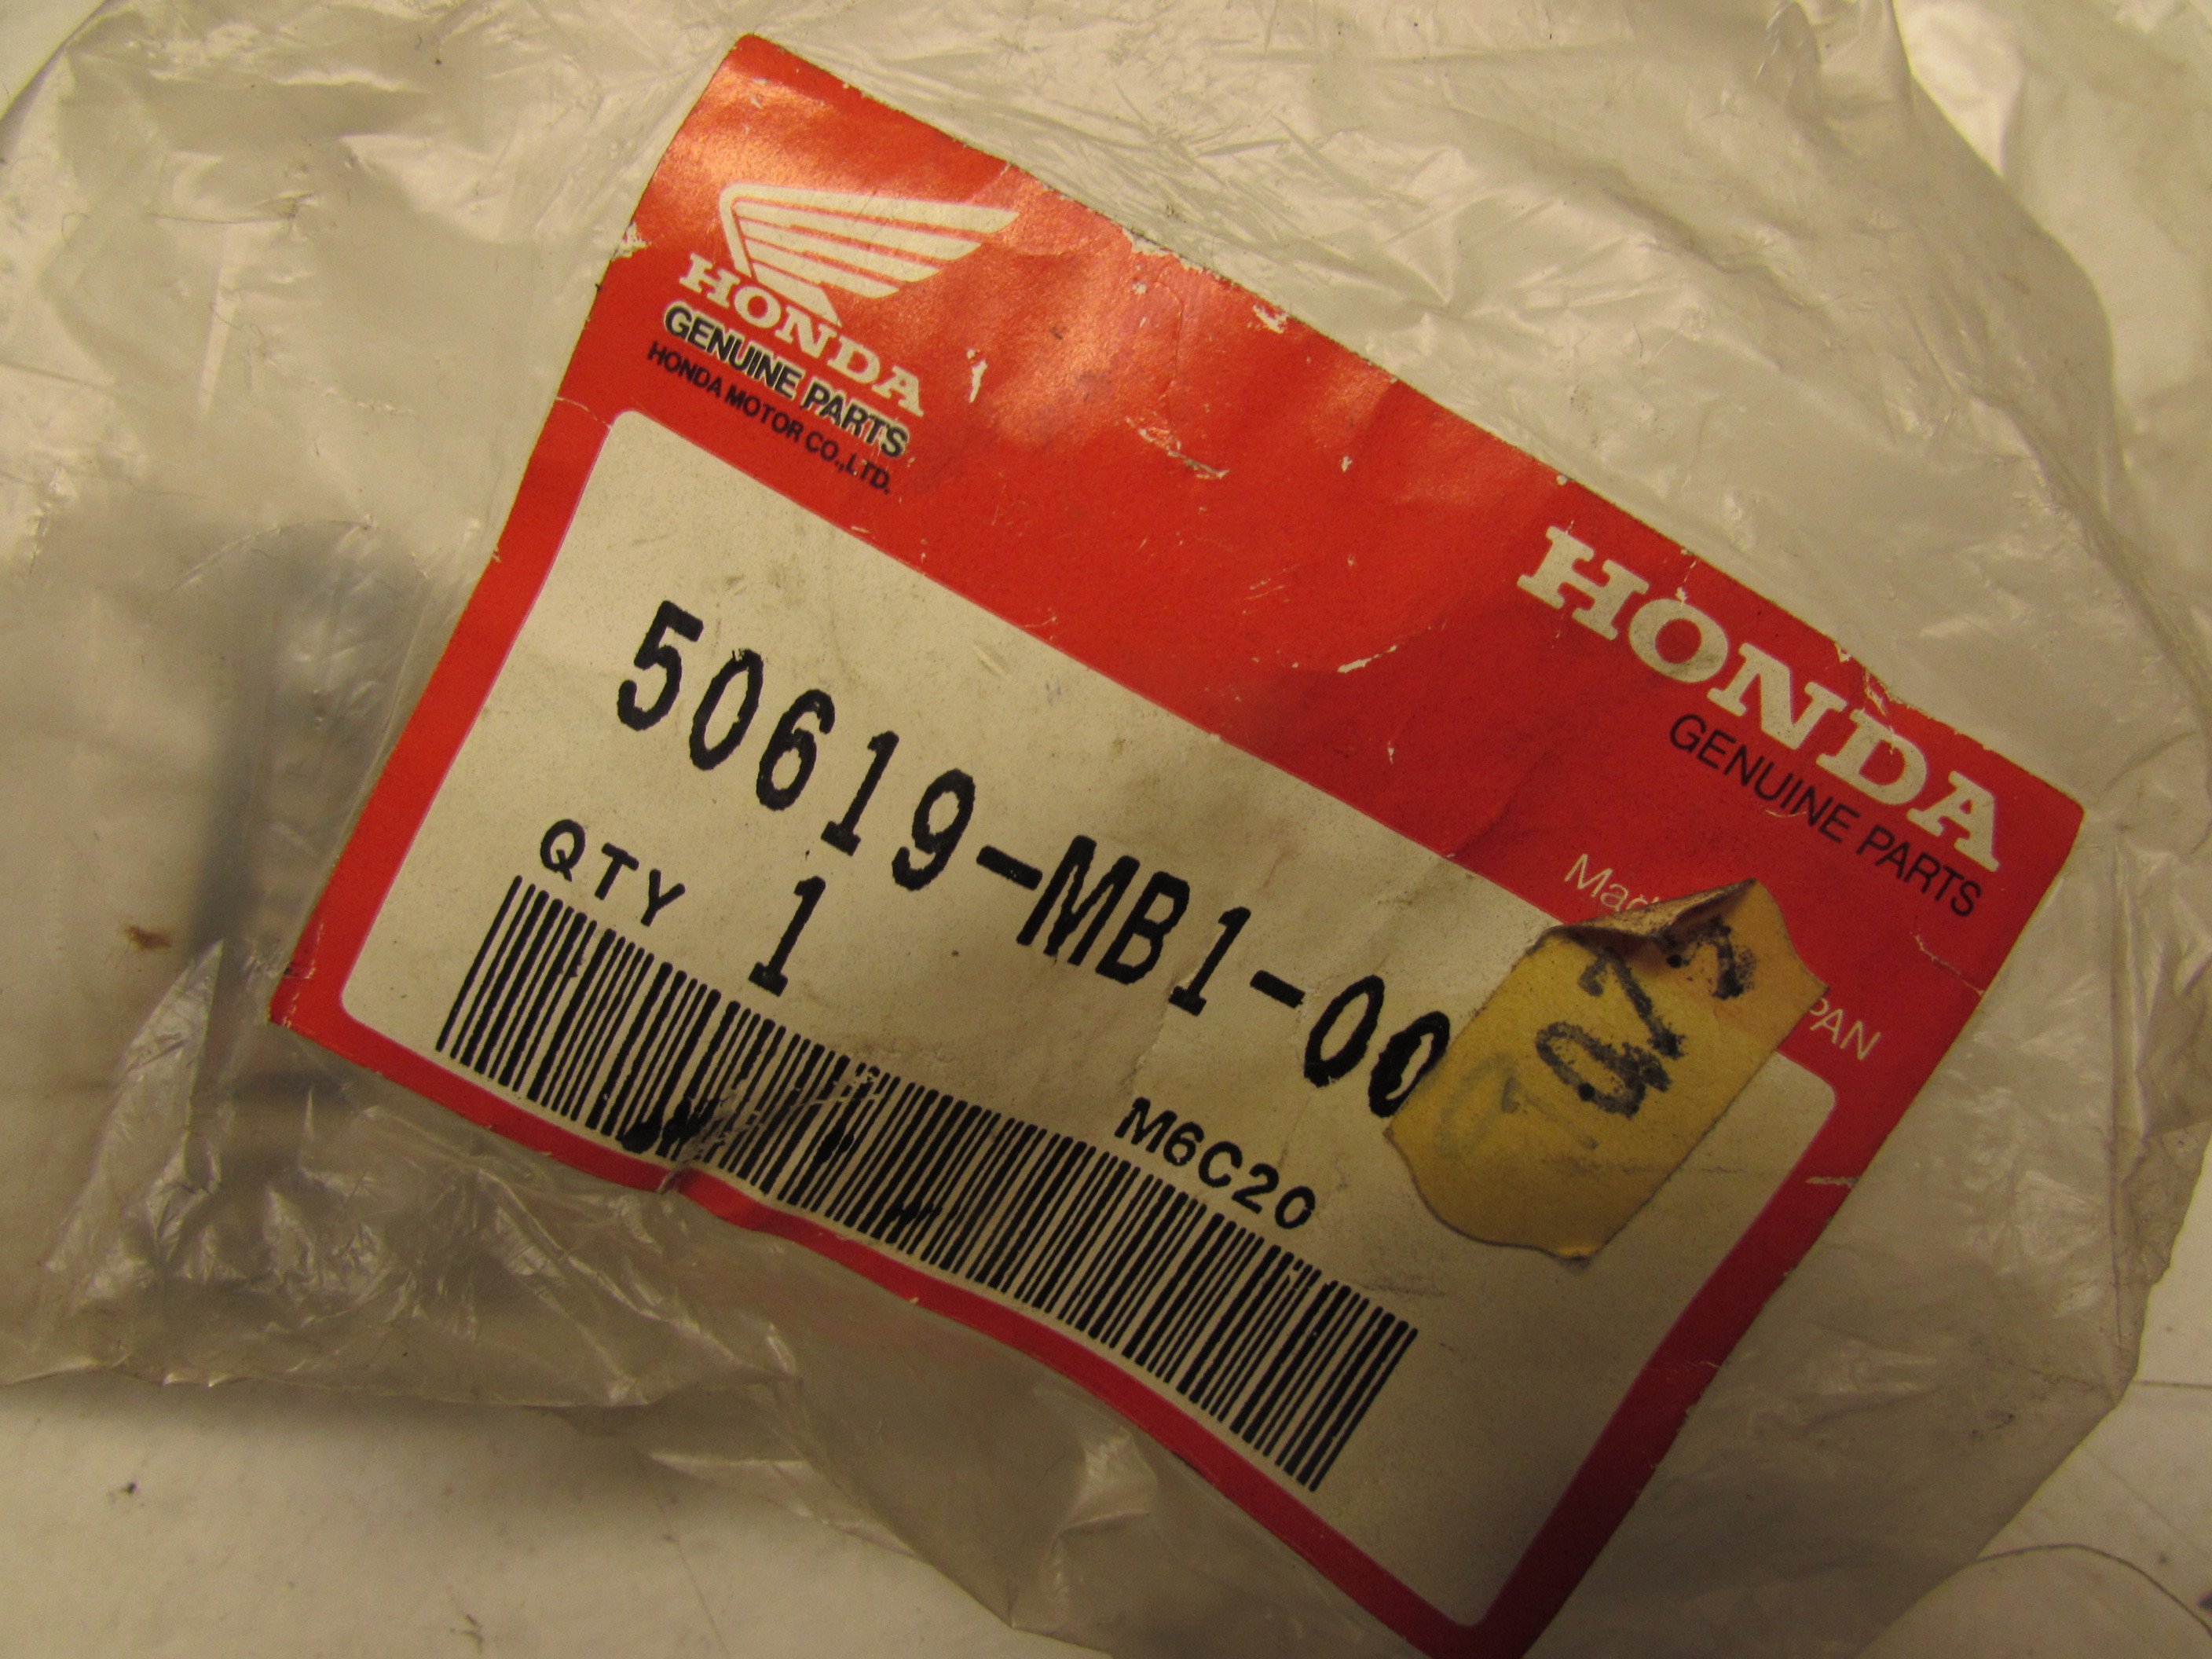 HONDA
GENUINE PARTS
HONDA MOTOR CO.,LTD.
HONDA
GENUINE PARTS
50619-MB1-00
QTY 1
M6C20